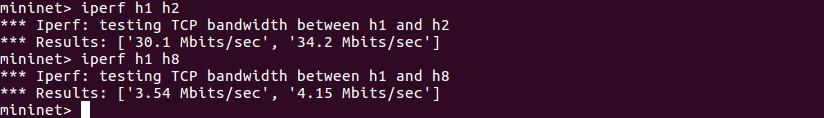 mininet> iperf h1 h2
*** Iperf: testing TCP bandwidth between h1 and h2
*** Results: ['30.1 Mbits/sec', '34.2 Mbits/sec']
mininet> iperf h1 h8
*** Iperf: testing TCP bandwidth between h1 and h8
*** Results: ['3.54 Mbits/sec', '4.15 Mbits/sec']
mininet>